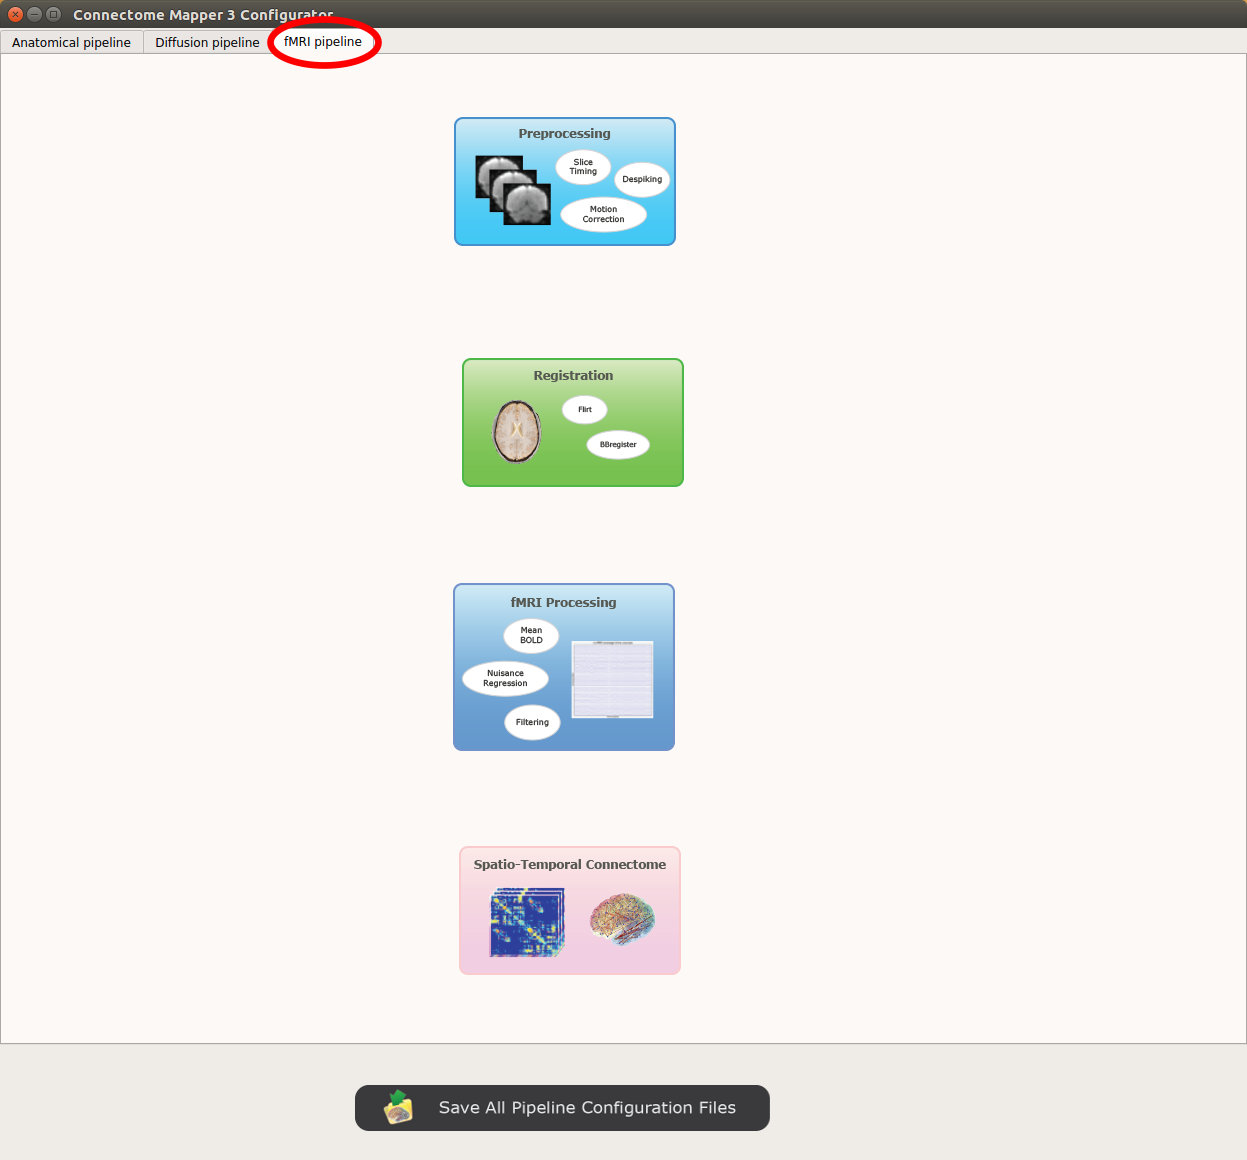 Connectome Mapper 3 Configurator
Anatomical pipeline
Diffusion pipeline
fMRI pipeline
Preprocessing
Slice
Timing
Despiking
Motion
Correction
Registration
Flirt
BBregister
fMRI Processing
Mean
BOLD
Nuisance
Regression
Filtering
Spatio-Temporal Connectome
Save All Pipeline Configuration Files